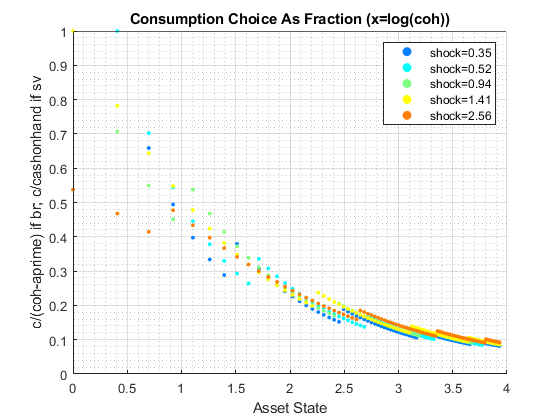 Consumption Choice As Fraction (x=log(coh))
c/(coh-aprime) if br, c/cashonhand if sv
1
0.9
0.8
0.7
0.6
0.5
0.4
0.3
0.2
0.1
0
0 0.5 1 1.5 2 2.5 3 3.5 4
Asset State
shock=0.35
shock=0.52
shock=0.94
shock=1.41
shock=2.56